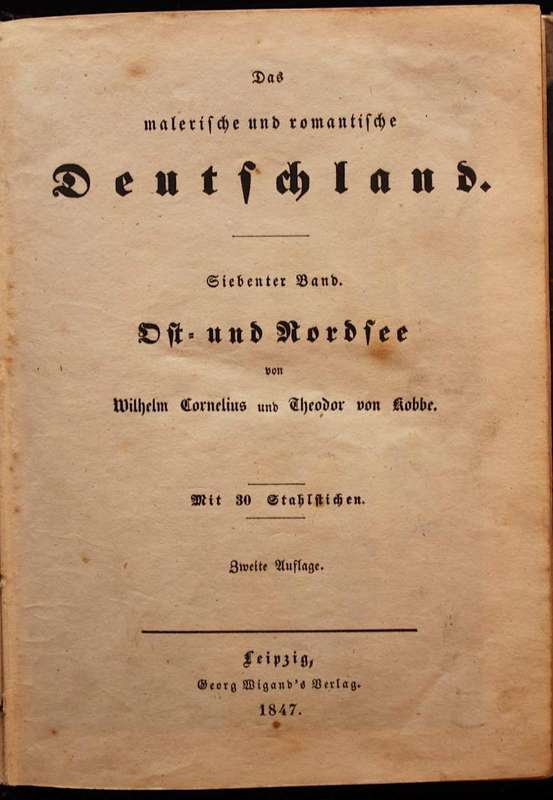 Das
malerische und romantische
Deutschland.
Siebenter Band.
Ost- und Nordsee
von
Wilhelm Cornelius und Theodor von Kobbe.
Mit 30 Stahlstichen.
Zweite Auflage.
Leipzig,
Georg Wigand's Verlag.
1847.